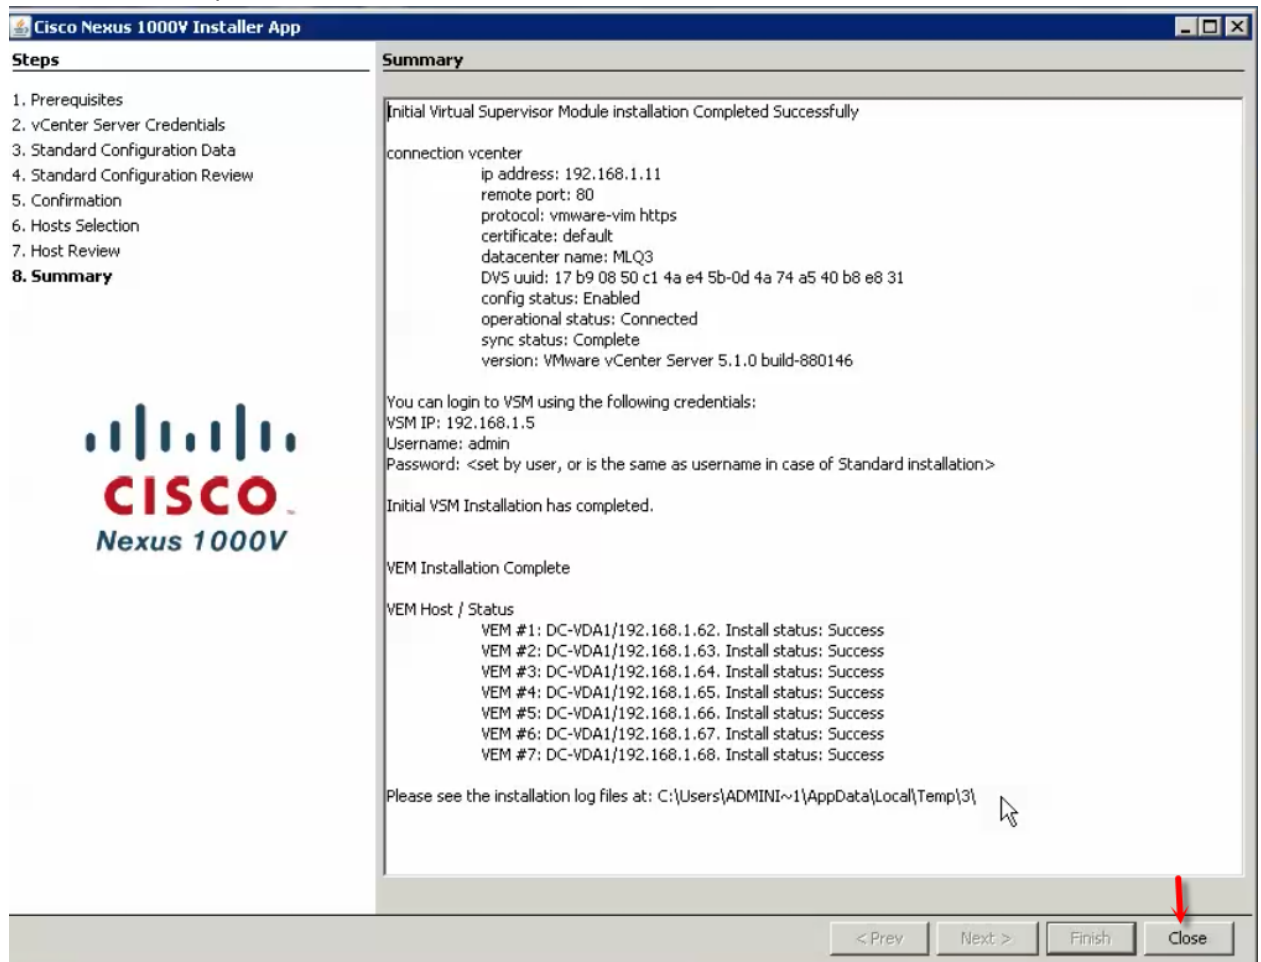 Cisco Nexus 1000V Installer App
Steps
1. Prerequisites
2. vCenter Server Credentials
3. Standard Configuration Data
4. Standard Configuration Review
5. Confirmation
6. Hosts Selection
7. Host Review
8. Summary
CISCO
Nexus 1000V
Summary
Initial Virtual Supervisor Module installation Completed Successfully
connection vcenter
ip address: 192.168.1.11
remote port: 80
protocol: vmware-vim https
certificate: default
datacenter name: MLQ3
DVS uuid: 17 b9 08 50 c1 4a e4 5b-0d 4a 74 a5 40 b8 e8 31
config status: Enabled
operational status: Connected
sync status: Complete
version: VMware vCenter Server 5.1.0 build-880146
You can login to VSM using the following credentials:
VSM IP: 192.168.1.5
Username: admin
Password: <set by user, or is the same as username in case of Standard installation>
Initial VSM Installation has completed.
VEM Installation Complete
VEM Host / Status
VEM #1: DC-VDA1/192.168.1.62. Install status: Success
VEM #2: DC-VDA1/192.168.1.63. Install status: Success
VEM #3: DC-VDA1/192.168.1.64. Install status: Success
VEM #4: DC-VDA1/192.168.1.65. Install status: Success
VEM #5: DC-VDA1/192.168.1.66. Install status: Success
VEM #6: DC-VDA1/192.168.1.67. Install status: Success
VEM #7: DC-VDA1/192.168.1.68. Install status: Success
Please see the installation log files at: C:\Users\ADMINI~1\AppData\Local\Temp\3\
< Prev
Next >
Finish
Close